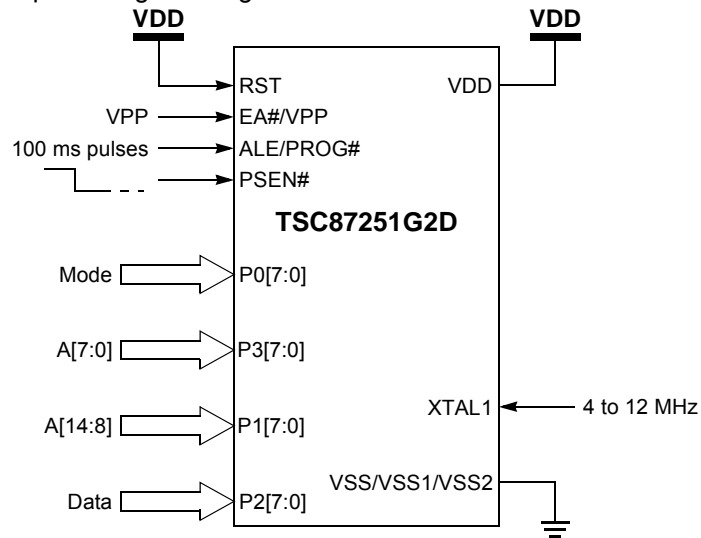 VDD
VDD
RST
VDD
VPP
EA#/VPP
100 ms pulses
ALE/PROG#
PSEN#
TSC87251G2D
Mode
P0[7:0]
A[7:0]
P3[7:0]
XTAL1
4 to 12 MHz
A[14:8]
P1[7:0]
VSS/VSS1/VSS2
Data
P2[7:0]